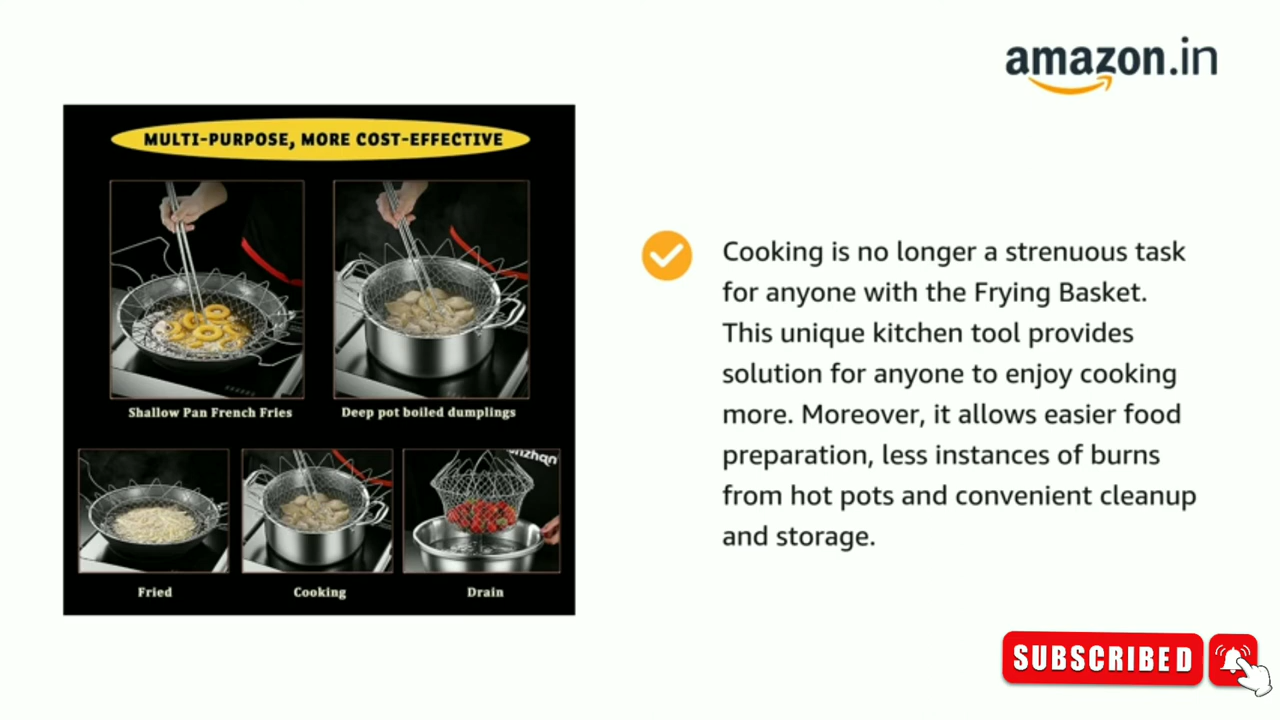 amazon.in
MULTI-PURPOSE, MORE COST-EFFECTIVE
Shallow Pan French Fries
Deep pot boiled dumplings
Fried
Cooking
Drain
Cooking is no longer a strenuous task
for anyone with the Frying Basket.
This unique kitchen tool provides
solution for anyone to enjoy cooking
more. Moreover, it allows easier food
preparation, less instances of burns
from hot pots and convenient cleanup
and storage.
SUBSCRIBED